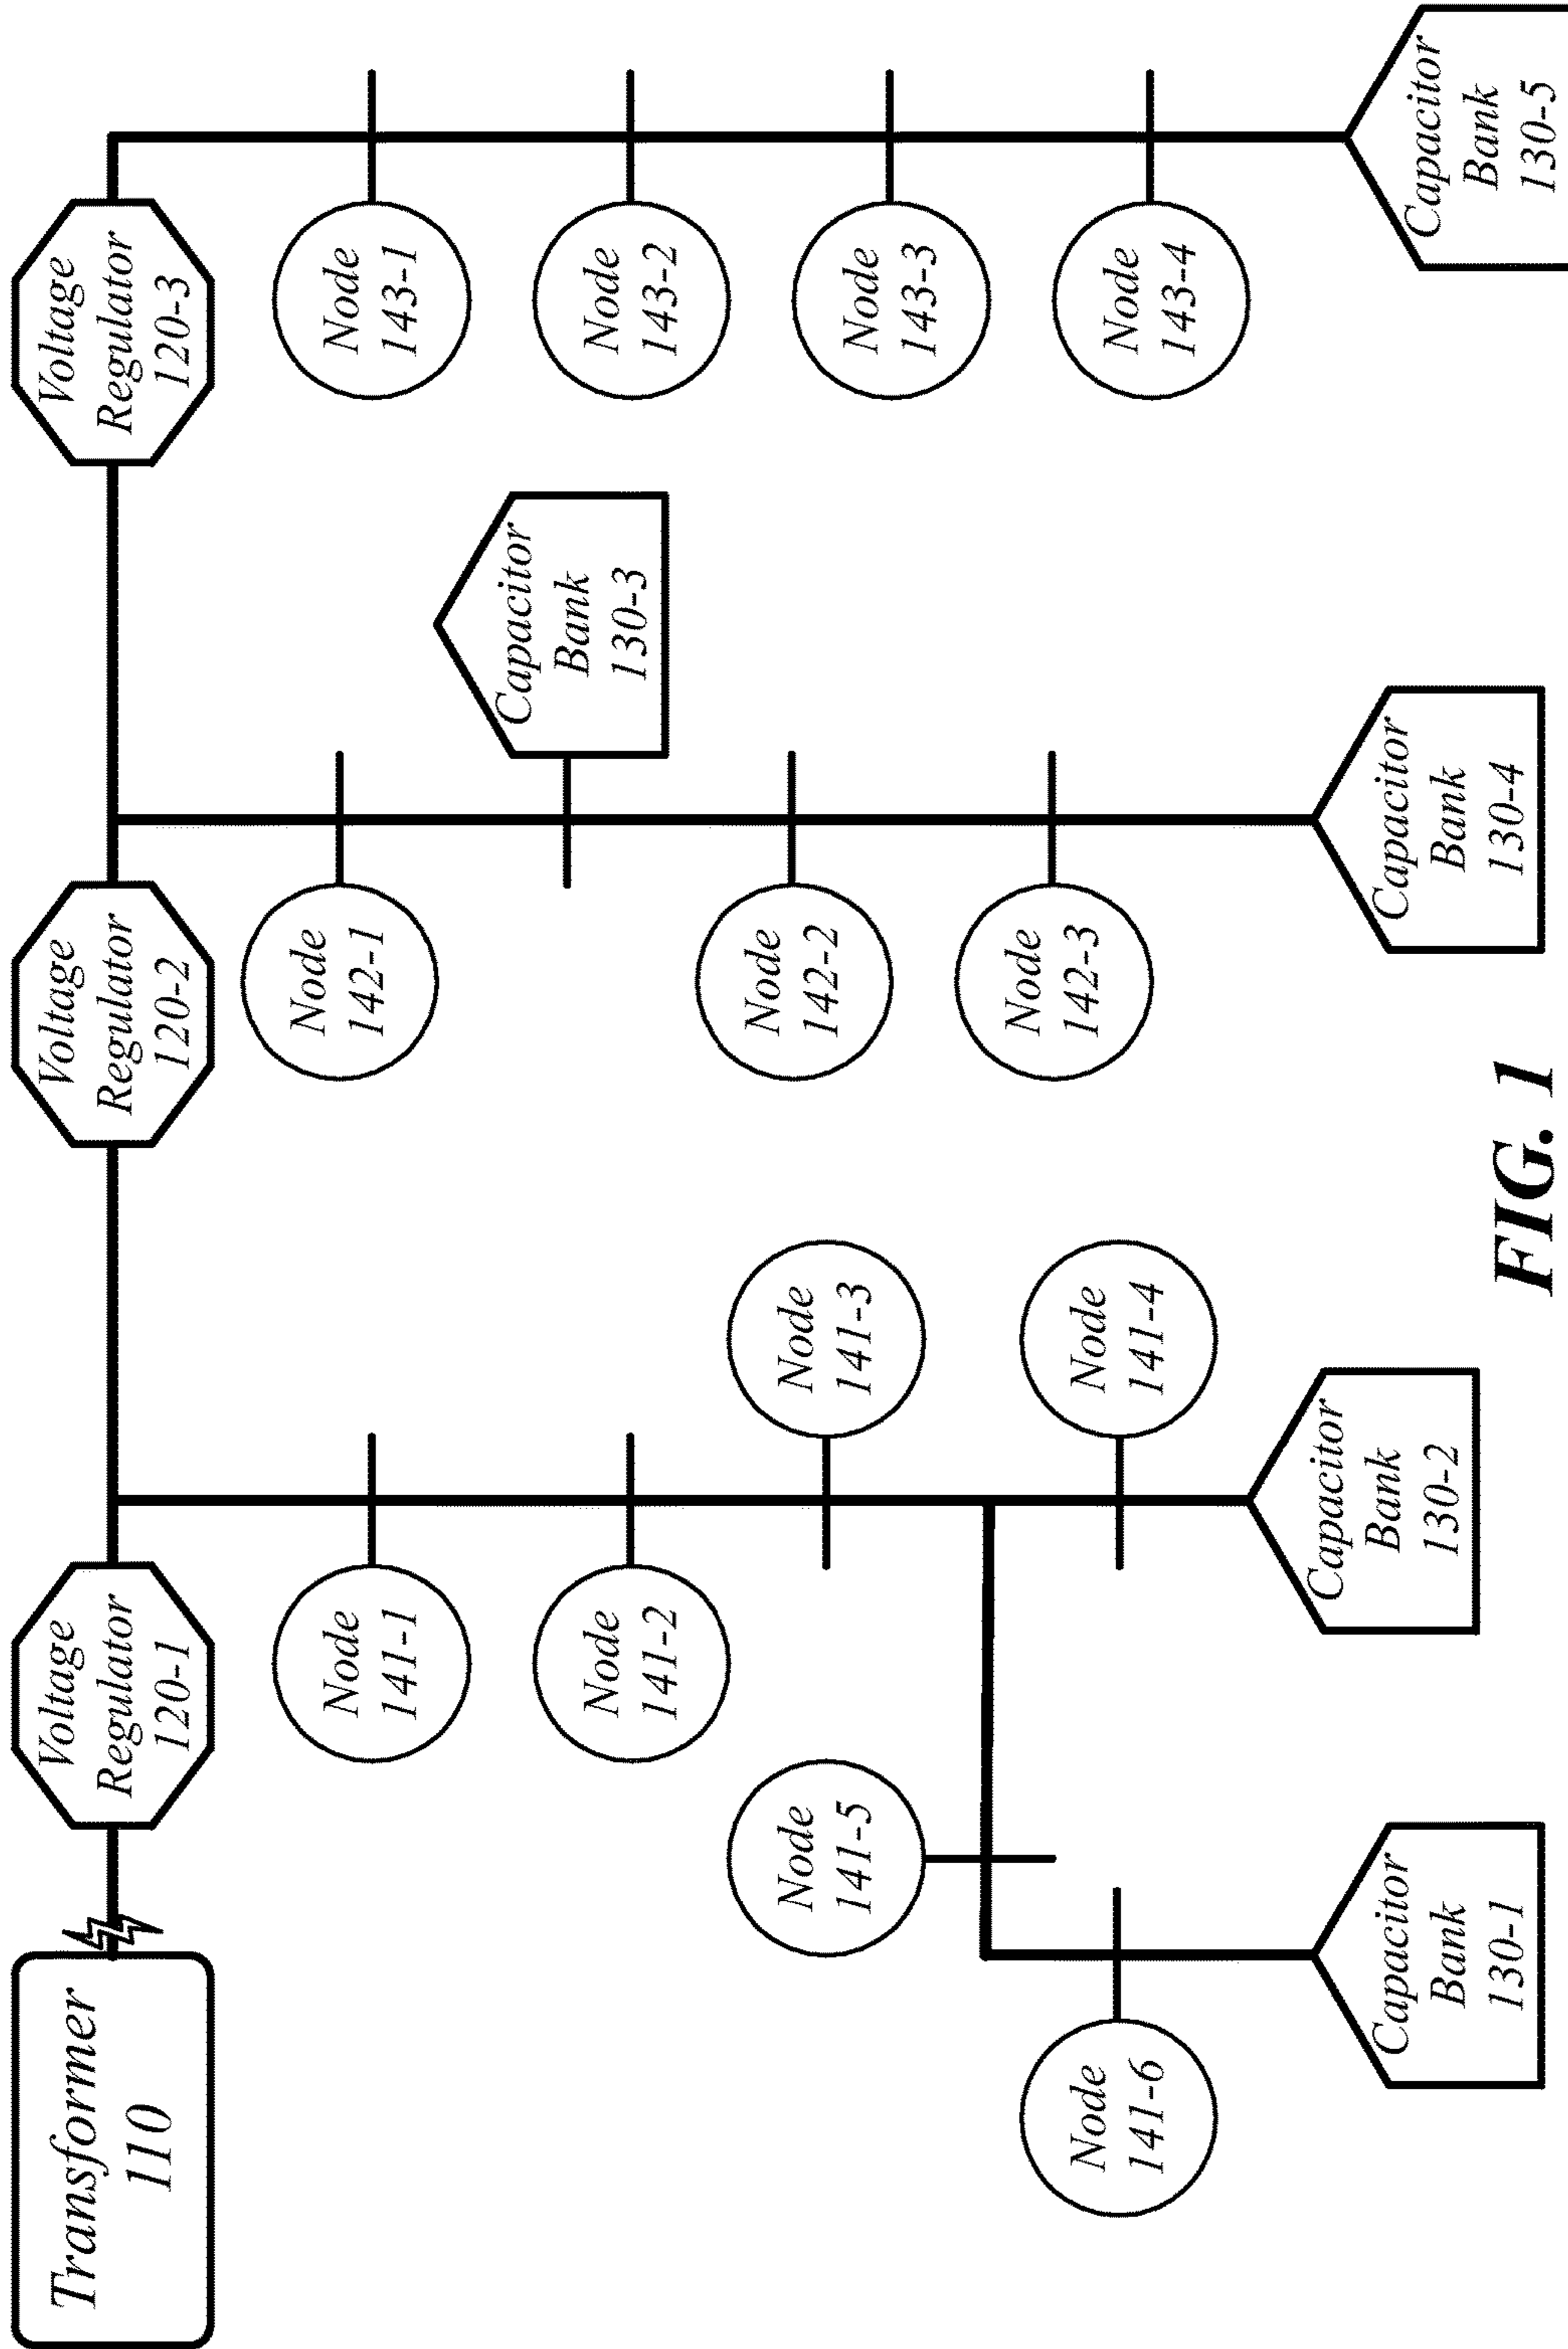 Transformer
110
Voltage
Regulator
120-1
Voltage
Regulator
120-2
Voltage
Regulator
120-3
Node
141-1
Node
141-2
Node
141-3
Node
141-4
Node
141-5
Node
141-6
Capacitor
Bank
130-1
Capacitor
Bank
130-2
Node
142-1
Capacitor
Bank
130-3
Node
142-2
Node
142-3
Capacitor
Bank
130-4
Node
143-1
Node
143-2
Node
143-3
Node
143-4
Capacitor
Bank
130-5
FIG. 1